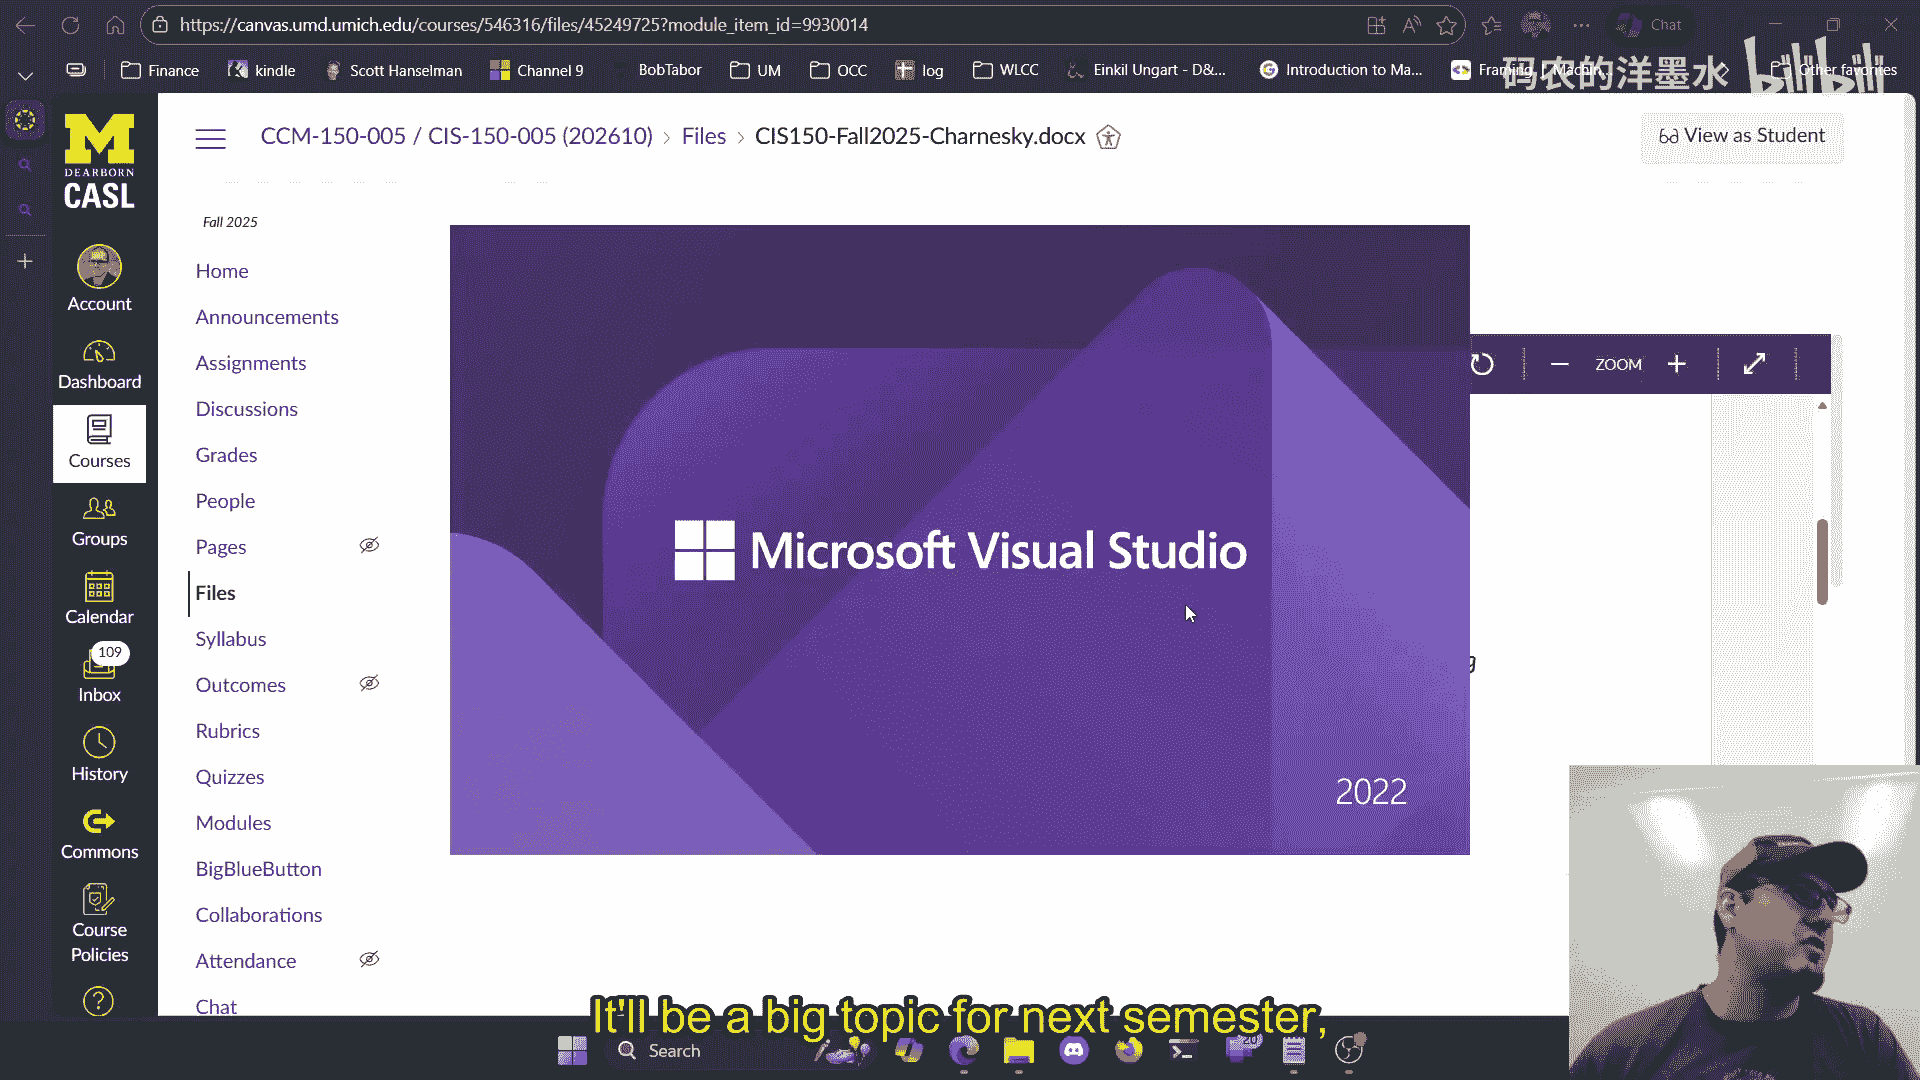 https://canvas.umd.umich.edu/courses/546316/files/45249725?module_item_id=9930014
Chat
Finance
kindle
Scott Hanselman
Channel 9
BobTabor
UM
OCC
log
WLCC
Einkil Ungart - D&...
Introduction to Ma...
Framing
Other favorites
码农的洋墨水
bilibili
M
DEARBORN
CASL
CCM-150-005 / CIS-150-005 (202610) > Files > CIS150-Fall2025-Charnesky.docx
View as Student
Fall 2025
Account
Dashboard
Courses
Groups
Calendar
109
Inbox
History
Commons
Course
Policies
Home
Announcements
Assignments
Discussions
Grades
People
Pages
Files
Syllabus
Outcomes
Rubrics
Quizzes
Modules
BigBlueButton
Collaborations
Attendance
Chat
ZOOM
Microsoft Visual Studio
2022
g
It'll be a big topic for next semester,
Search
20